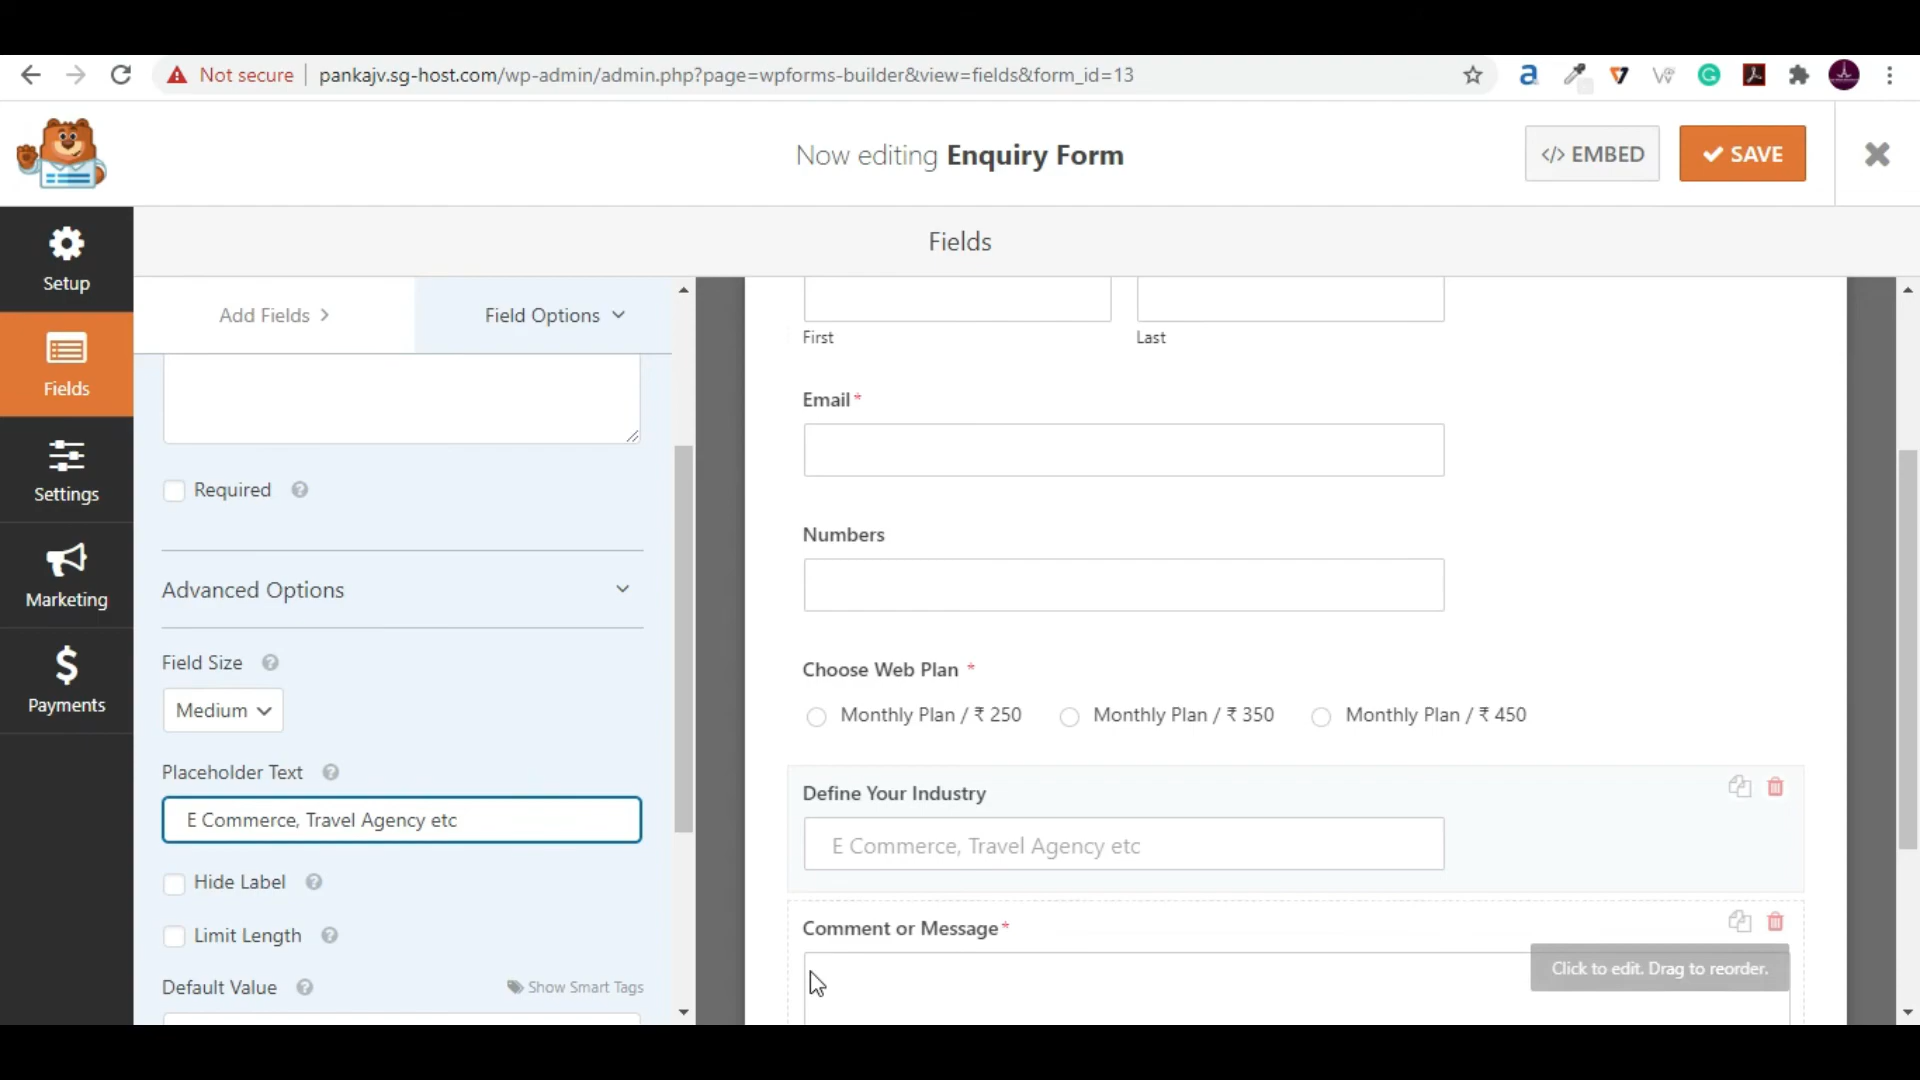 Not secure
pankajv.sg-host.com/wp-admin/admin.php?page=wpforms-builder&view=fields&form_id=13
Now editing Enquiry Form
</> EMBED
SAVE
Setup
Fields
Settings
Marketing
Payments
Fields
Add Fields
Field Options
Required
Advanced Options
Field Size
Medium
Placeholder Text
E Commerce, Travel Agency etc
Hide Label
Limit Length
Default Value
Show Smart Tags
First
Last
Email *
Numbers
Choose Web Plan *
Monthly Plan / ₹ 250
Monthly Plan / ₹ 350
Monthly Plan / ₹ 450
Define Your Industry
E Commerce, Travel Agency etc
Comment or Message *
Click to edit. Drag to reorder.